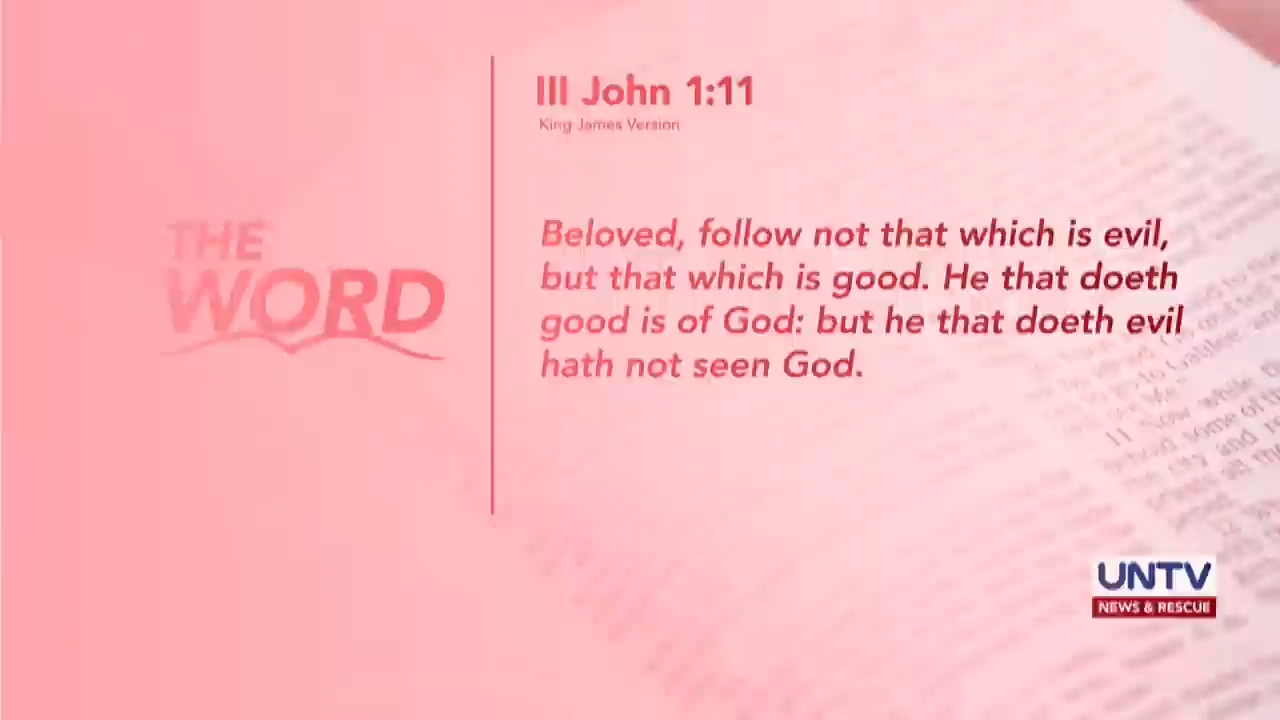 THE
WORD
III John 1:11
King James Version
Beloved, follow not that which is evil,
but that which is good. He that doeth
good is of God: but he that doeth evil
hath not seen God.
UNTV
NEWS & RESCUE